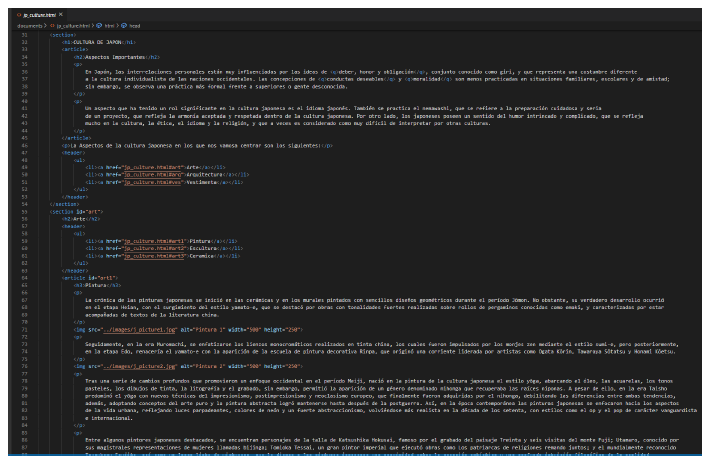 jp_culture.html ×
documents > jp_culture.html > html > head
31 <section>
32 <h1>CULTURA DE JAPON</h1>
33 <article>
34 <h2>Aspectos Importantes</h2>
35 <p>
36 En Japón, las interrelaciones personales están muy influenciadas por las ideas de <q>deber, honor y obligación</q>, conjunto conocido como giri, y que representa una costumbre diferente
37 a la cultura individualista de las naciones occidentales. Las concepciones de <q>conductas deseables</q> y <q>moralidad</q> son menos practicadas en situaciones familiares, escolares y de amistad;
38 sin embargo, se observa una práctica más formal frente a superiores o gente desconocida.
39 </p>
40 <p>
41 Un aspecto que ha tenido un rol significante en la cultura japonesa es el idioma japonés. También se practica el nemawashi, que se refiere a la preparación cuidadosa y seria
42 de un proyecto, que refleja la armonía aceptada y respetada dentro de la cultura japonesa. Por otro lado, los japoneses poseen un sentido del humor intrincado y complicado, que se refleja
43 mucho en la cultura, la ética, el idioma y la religión, y que a veces es considerado como muy difícil de interpretar por otras culturas.
44 </p>
45 </article>
46 <p>La Aspectos de la cultura japonesa en los que nos vamosa centrar son los siguientes:</p>
47 <header>
48 <ul>
49 <li><a href="jp_culture.html#art">Arte</a></li>
50 <li><a href="jp_culture.html#arq">Arquitectura</a></li>
51 <li><a href="jp_culture.html#ves">Vestimenta</a></li>
52 </ul>
53 </header>
54 </section>
55 <section id="art">
56 <h2>Arte</h2>
57 <header>
58 <ul>
59 <li><a href="jp_culture.html#art1">Pintura</a></li>
60 <li><a href="jp_culture.html#art2">Escultura</a></li>
61 <li><a href="jp_culture.html#art3">Ceramica</a></li>
62 </ul>
63 </header>
64 <article id="art1">
65 <h3>Pintura</h3>
66 <p>
67 La crónica de las pinturas japonesas se inició en las cerámicas y en los murales pintados con sencillos diseños geométricos durante el periodo Jōmon. No obstante, su verdadero desarrollo ocurrió
68 en el etapa Heian, con el surgimiento del estilo yamato-e, que se destacó por obras con tonalidades fuertes realizadas sobre rollos de pergaminos conocidos como emaki, y caracterizadas por estar
69 acompañadas de textos de la literatura china.
70 </p>
71 <img src="../images/j_picture1.jpg" alt="Pintura 1" width="500" height="250">
72 <p>
73 Seguidamente, en la era Muromachi, se enfatizaron los lienzos monocromáticos realizados en tinta china, los cuales fueron impulsados por los monjes zen mediante el estilo sumi-e, pero posteriormente,
74 en la etapa Edo, renacería el yamato-e con la aparición de la escuela de pintura decorativa Rinpa, que originó una corriente liderada por artistas como Ogata Kōrin, Tawaraya Sōtatsu y Honami Kōetsu.
75 </p>
76 <img src="../images/j_picture2.jpg" alt="Pintura 2" width="500" height="250">
77 <p>
78 Tras una serie de cambios profundos que promovieron un enfoque occidental en el período Meiji, nació en la pintura de la cultura japonesa el estilo yōga, abarcando el óleo, las acuarelas, los tonos
79 pasteles, los dibujos de tinta, la litografía y el grabado, sin embargo, permitió la aparición de un género denominado nihonga que recuperaba las raíces niponas. A pesar de ello, en la era Taisho
80 predominó el yōga con nuevas técnicas del impresionismo, postimpresionismo y neoclasismo europeo, que finalmente fueron adquiridas por el nihonga, debilitando las diferencias entre ambas tendencias,
81 además, adaptando conceptos del arte puro y la pintura abstracta logró mantenerse hasta después de la postguerra. Así, en la época contemporánea las pinturas japonesas se enfocaron hacia los aspectos
82 de la vida urbana, reflejando luces parpadeantes, colores de neón y un fuerte abstraccionismo, volviéndose más realista en la década de los setenta, con estilos como el op y el pop de carácter vanguardista
83 e internacional.
84 </p>
85 <p>
86 Entre algunos pintores japoneses destacados, se encuentran personajes de la talla de Katsushika Hokusai, famoso por el grabado del paisaje Treinta y seis visitas del monte Fuji; Utamaro, conocido por
87 sus magistrales representaciones de mujeres llamadas bijinga; Tomioka Tessai, un gran pintor imperial que ejecutó obras como los patriarcas de religiones remando juntos; y el mundialmente reconocido